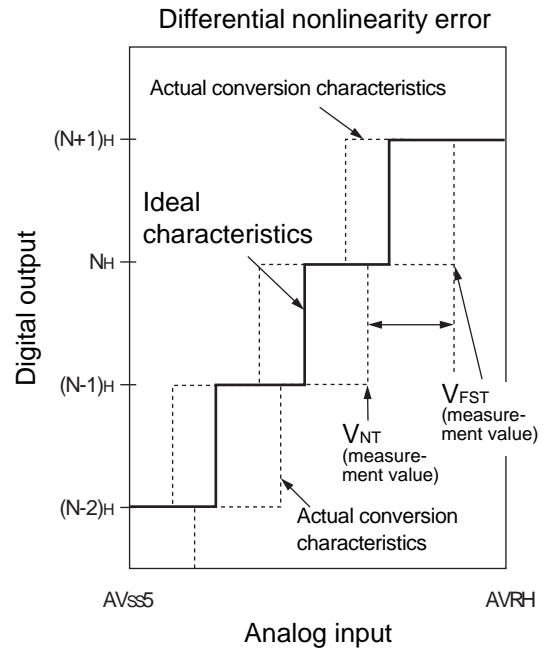 Differential nonlinearity error
Actual conversion characteristics
(N+1)H
Ideal
characteristics
NH
Digital output
(N-1)H
VFST
(measure-
ment value)
VNT
(measure-
ment value)
(N-2)H
Actual conversion
characteristics
AVss5
AVRH
Analog input